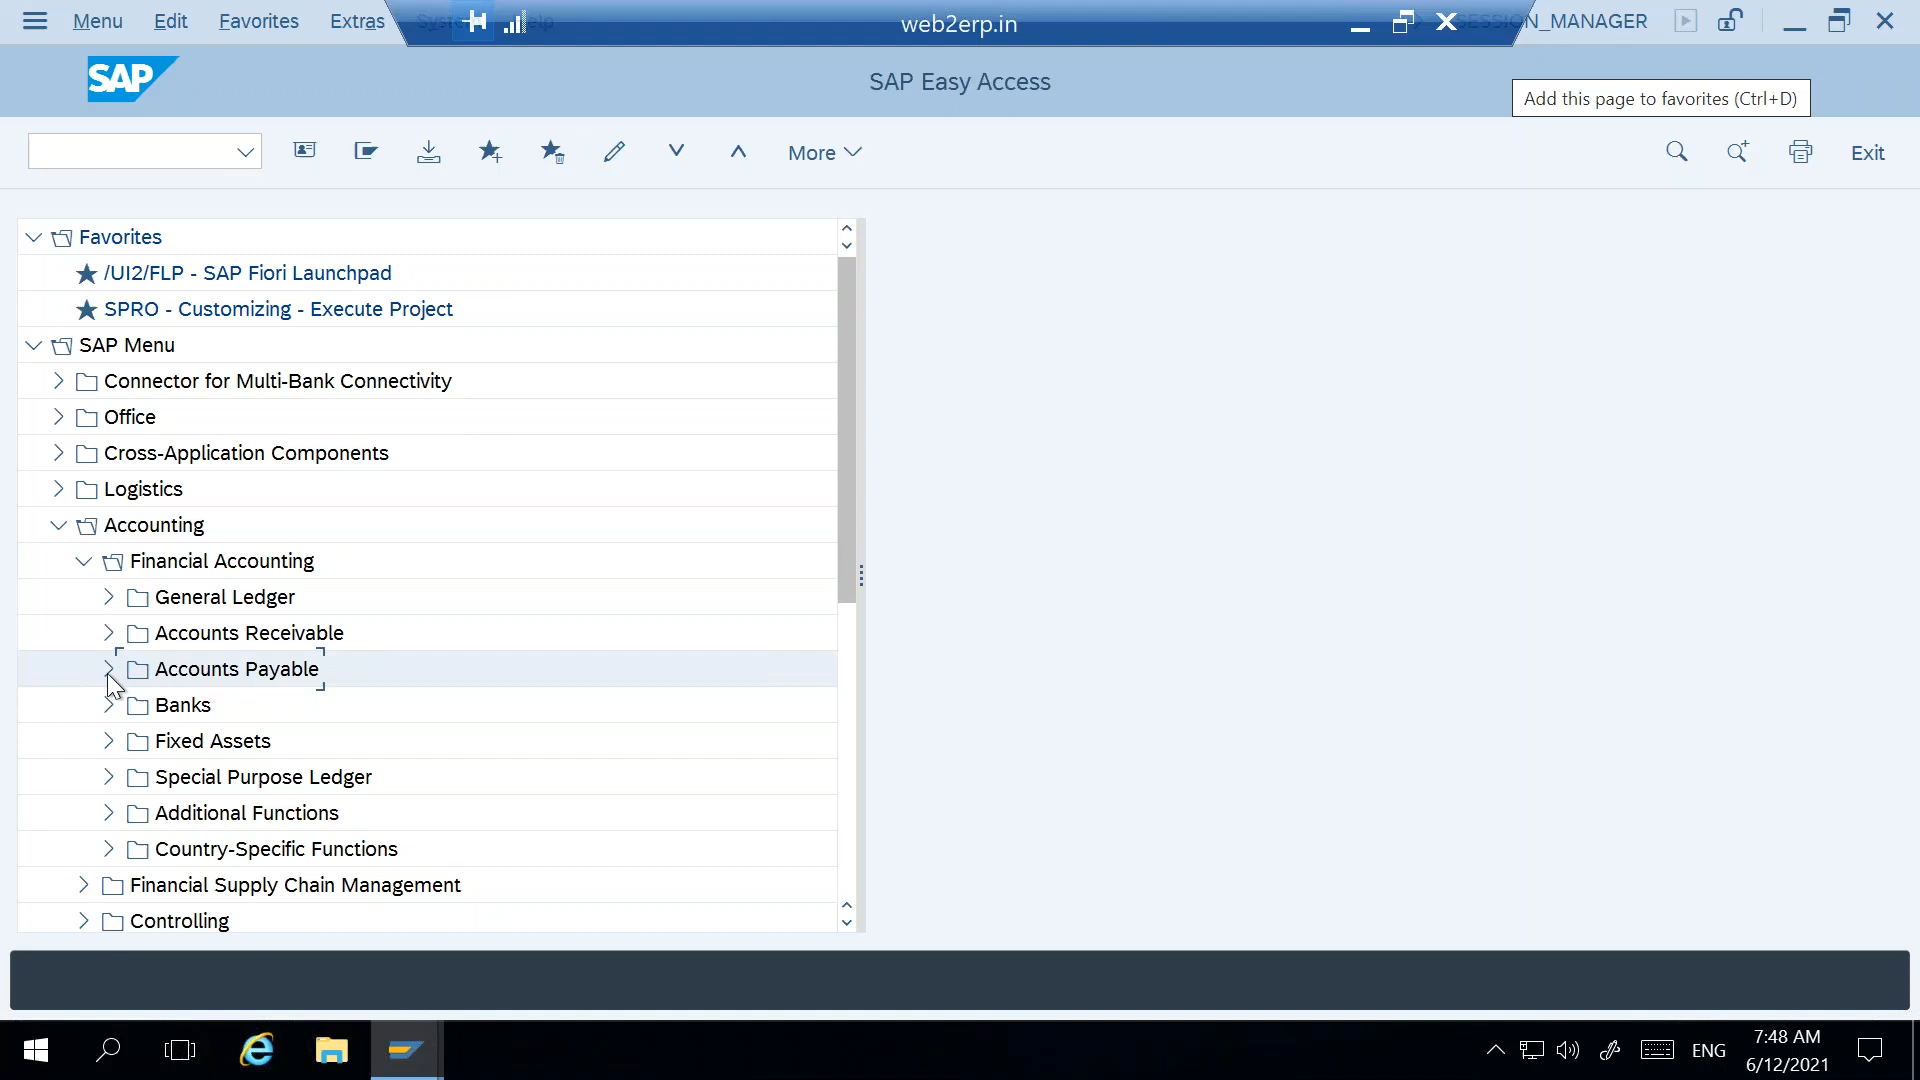 Menu Edit Favorites Extras
web2erp.in
SESSION_MANAGER
SAP
SAP Easy Access
Add this page to favorites (Ctrl+D)
More
Exit
Favorites
/UI2/FLP - SAP Fiori Launchpad
SPRO - Customizing - Execute Project
SAP Menu
Connector for Multi-Bank Connectivity
Office
Cross-Application Components
Logistics
Accounting
Financial Accounting
General Ledger
Accounts Receivable
Accounts Payable
Banks
Fixed Assets
Special Purpose Ledger
Additional Functions
Country-Specific Functions
Financial Supply Chain Management
Controlling
ENG
7:48 AM
6/12/2021